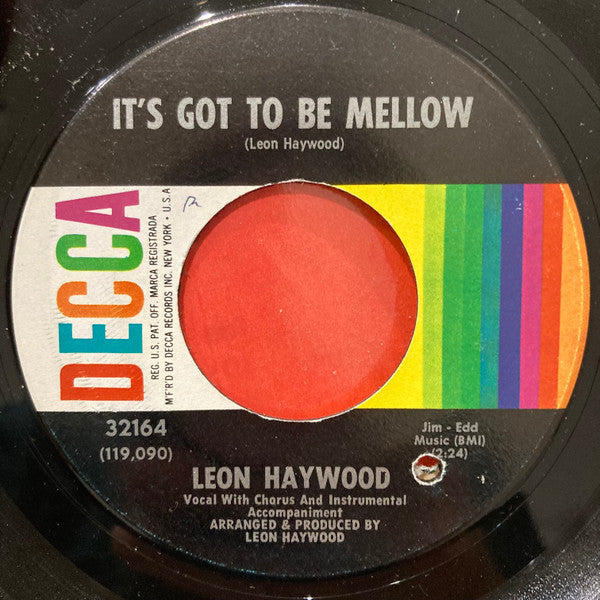 IT'S GOT TO BE MELLOW
(Leon Haywood)
DECCA
REG. U.S. PAT. OFF. MARCA REGISTRADA
M'F'R'D BY DECCA RECORDS INC. NEW YORK • U.S.A
32164
(119,090)
Jim - Edd
Music (BMI)
(2:24)
LEON HAYWOOD
Vocal With Chorus And Instrumental
Accompaniment
ARRANGED & PRODUCED BY
LEON HAYWOOD